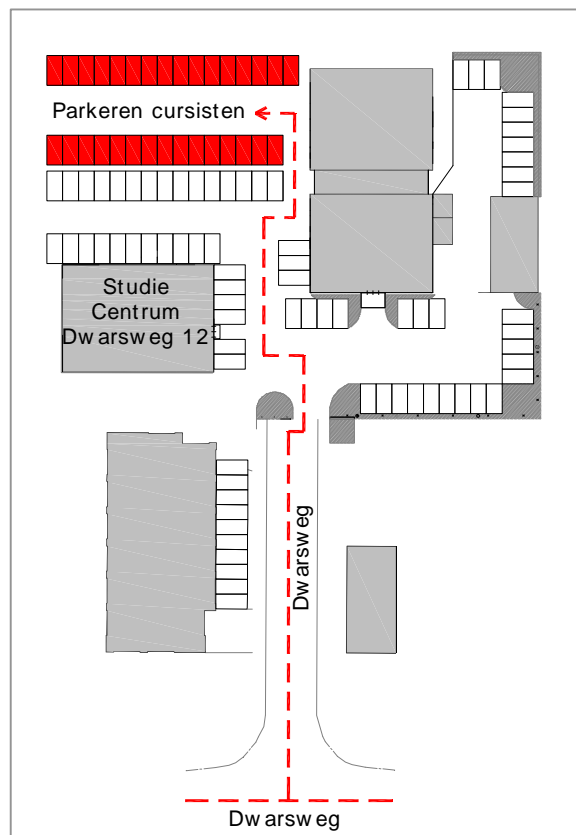 Parkeren cursisten
Studie
Centrum
Dwarsweg 12
Dwarsweg
Dwarsweg